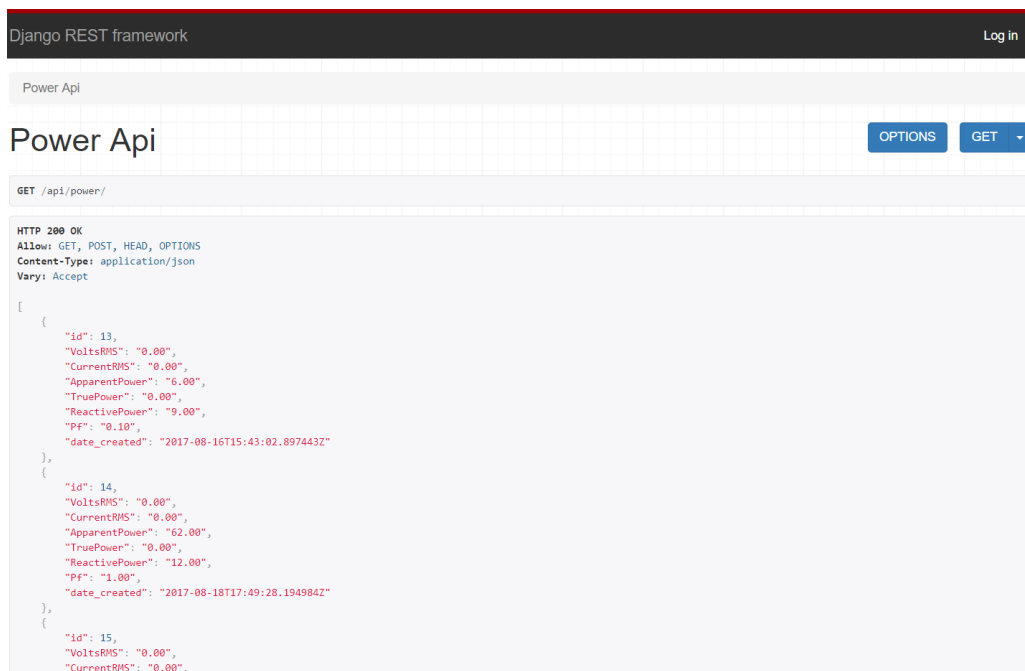 Django REST framework
Log in
Power Api
Power Api
OPTIONS
GET
GET /api/power/
HTTP 200 OK
Allow: GET, POST, HEAD, OPTIONS
Content-Type: application/json
Vary: Accept
[
{
"id": 13,
"VoltsRMS": "0.00",
"CurrentRMS": "0.00",
"ApparentPower": "6.00",
"TruePower": "0.00",
"ReactivePower": "9.00",
"Pf": "0.10",
"date_created": "2017-08-16T15:43:02.897443Z"
},
{
"id": 14,
"VoltsRMS": "0.00",
"CurrentRMS": "0.00",
"ApparentPower": "62.00",
"TruePower": "0.00",
"ReactivePower": "12.00",
"Pf": "1.00",
"date_created": "2017-08-18T17:49:28.194984Z"
},
{
"id": 15,
"VoltsRMS": "0.00",
"CurrentRMS": "0.00",